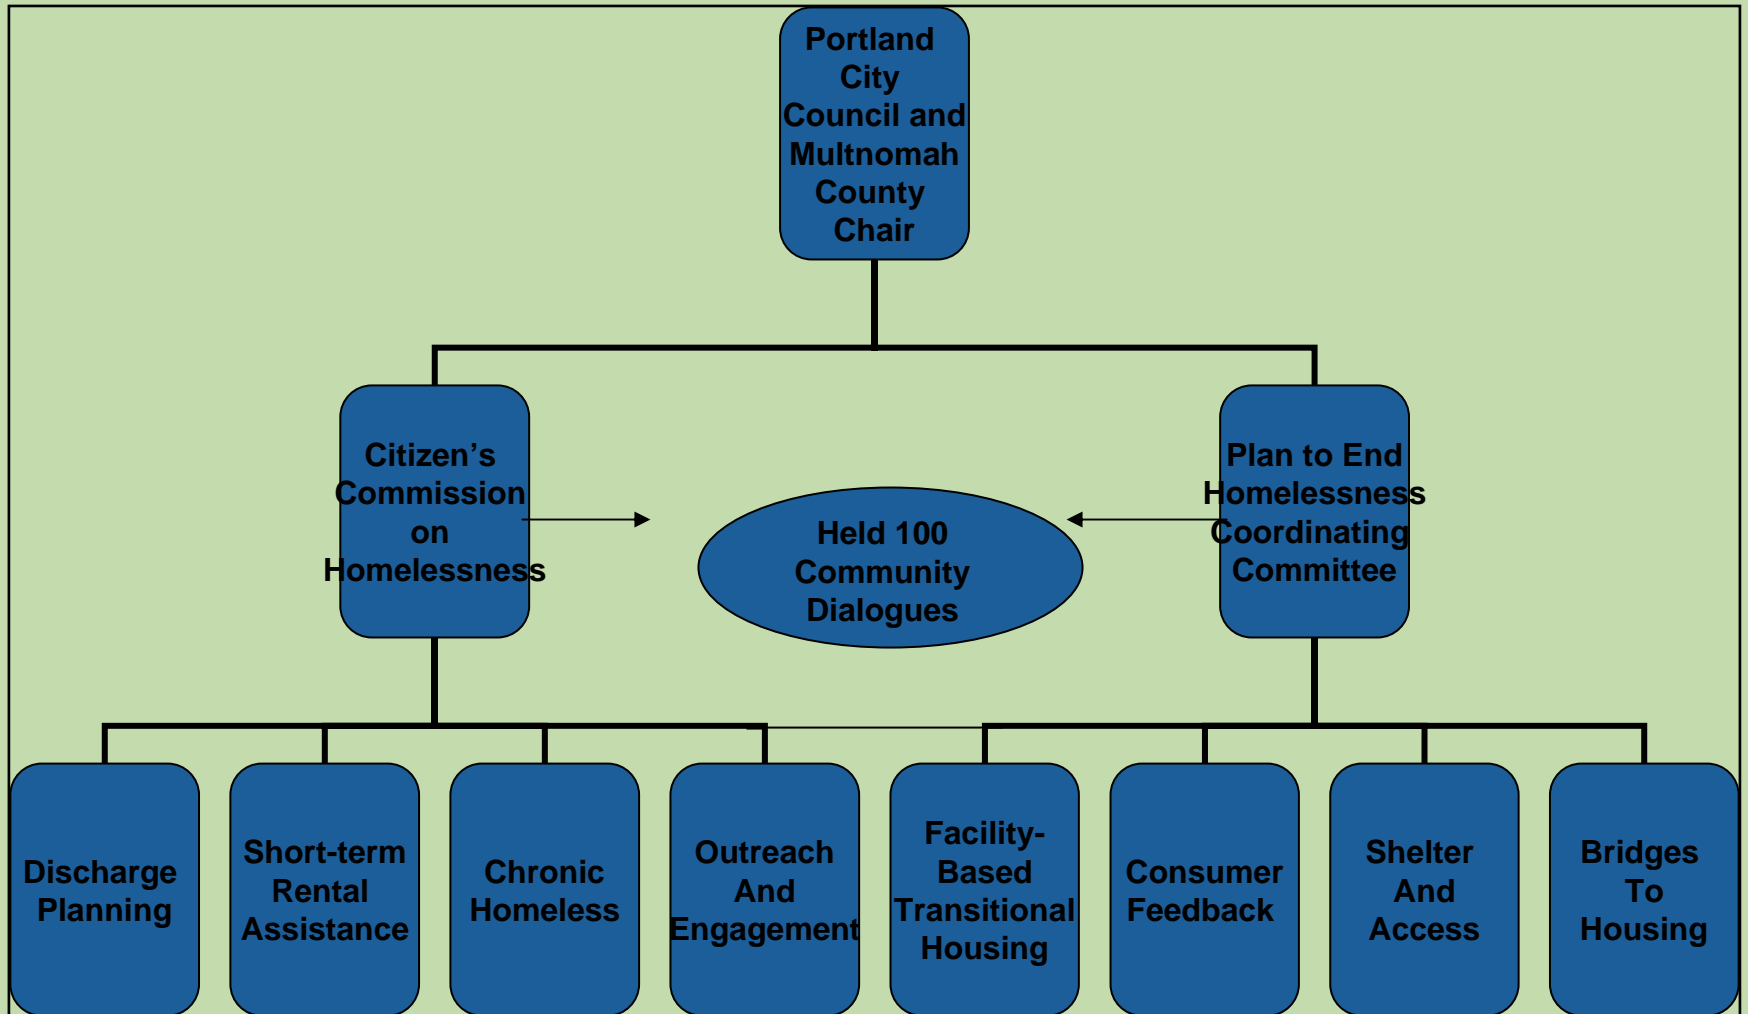 Portland
City
Council and
Multnomah
County
Chair
Citizen’s
Commission
on
Homelessness
Held 100
Community
Dialogues
Plan to End
Homelessness
Coordinating
Committee
Discharge
Planning
Short-term
Rental
Assistance
Chronic
Homeless
Outreach
And
Engagement
Facility-
Based
Transitional
Housing
Consumer
Feedback
Shelter
And
Access
Bridges
To
Housing